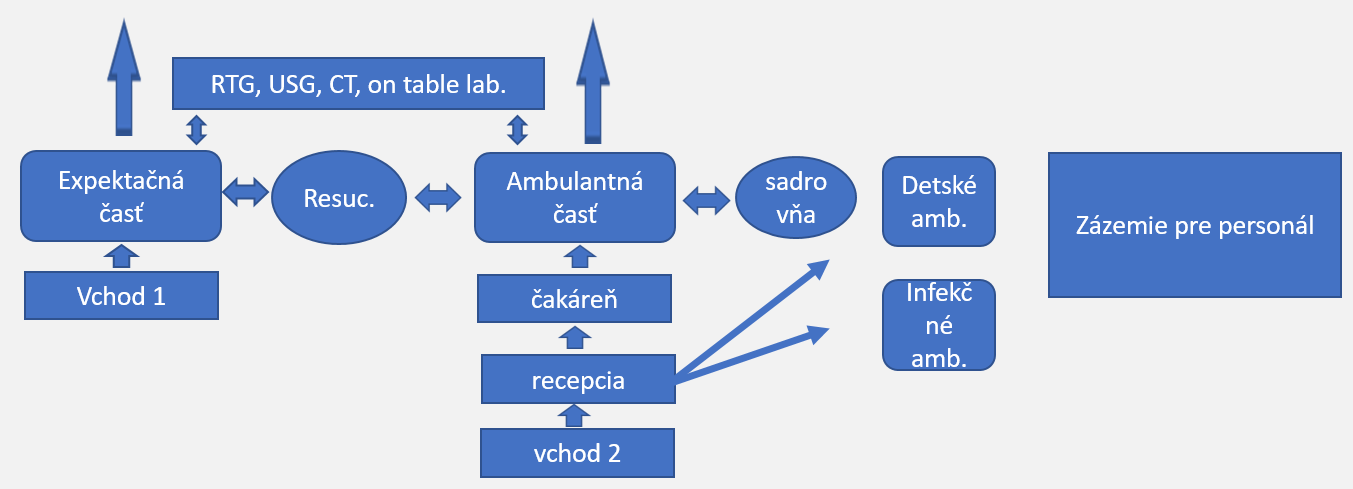 RTG, USG, CT, on table lab.
Expektačná
časť
Resuc.
Ambulantná
časť
sadro
vňa
Detské
amb.
Zázemie pre personál
Vchod 1
čakáreň
Infekč
né
amb.
recepcia
vchod 2